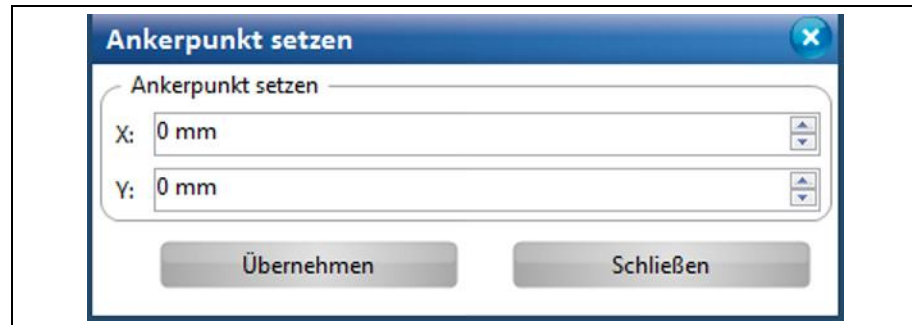 Ankerpunkt setzen
Ankerpunkt setzen
X: 0 mm
Y: 0 mm
Übernehmen Schließen